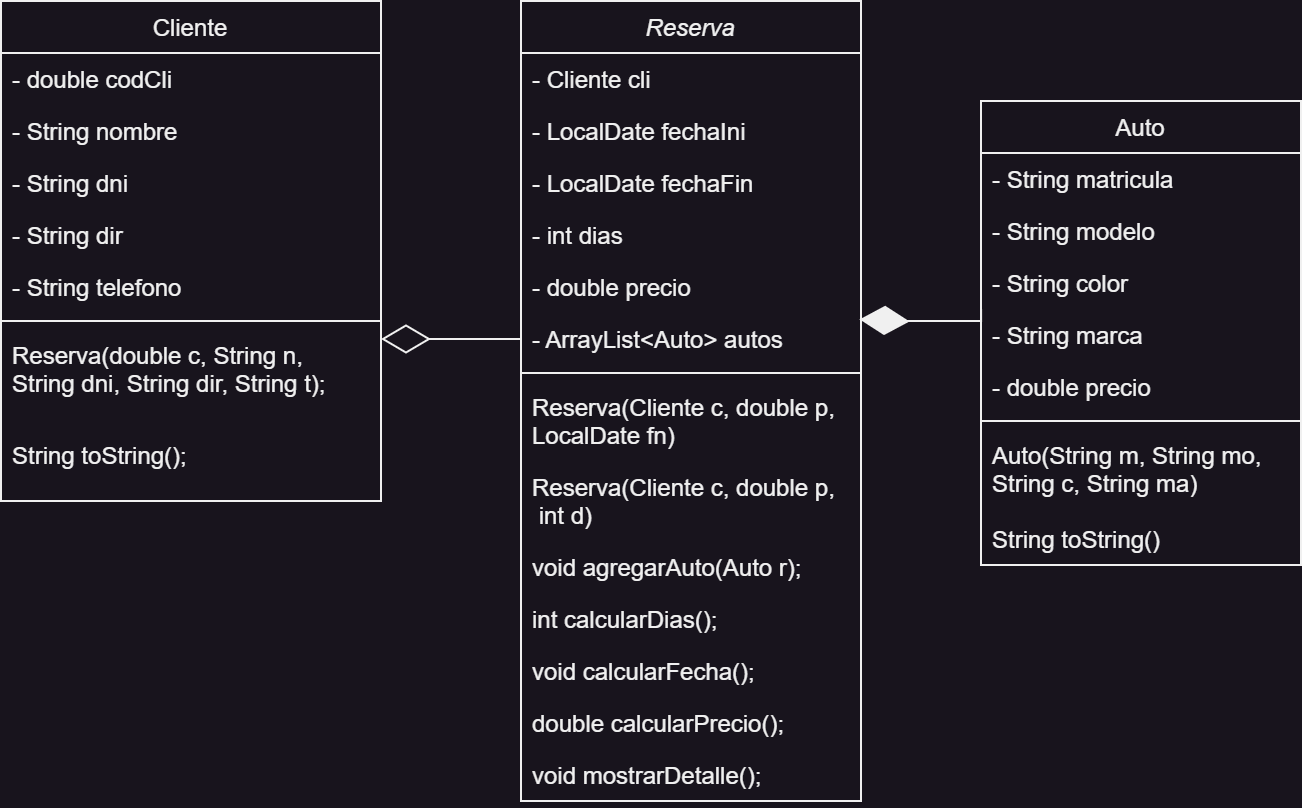 Cliente
- double codCli
- String nombre
- String dni
- String dir
- String telefono
Reserva(double c, String n,
String dni, String dir, String t);
String toString();
Reserva
- Cliente cli
- LocalDate fechaIni
- LocalDate fechaFin
- int dias
- double precio
- ArrayList<Auto> autos
Reserva(Cliente c, double p,
LocalDate fn)
Reserva(Cliente c, double p,
int d)
void agregarAuto(Auto r);
int calcularDias();
void calcularFecha();
double calcularPrecio();
void mostrarDetalle();
Auto
- String matricula
- String modelo
- String color
- String marca
- double precio
Auto(String m, String mo,
String c, String ma)
String toString()